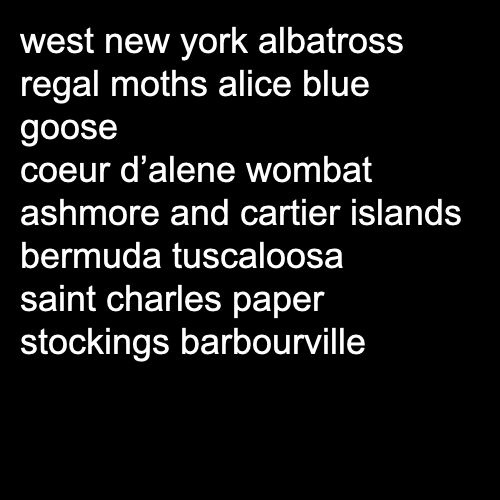 west new york albatross
regal moths alice blue
goose
coeur d’alene wombat
ashmore and cartier islands
bermuda tuscaloosa
saint charles paper
stockings barbourville